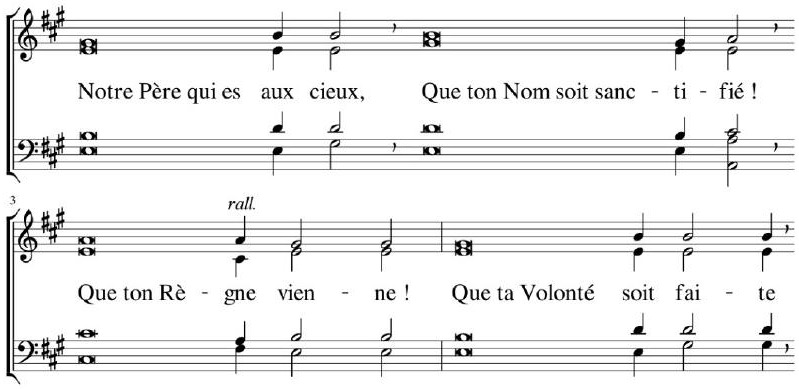 Notre Père qui es aux cieux, Que ton Nom soit sanc - ti - fié !
3
rall.
Que ton Rè - gne vien - ne ! Que ta Volonté soit fai - te